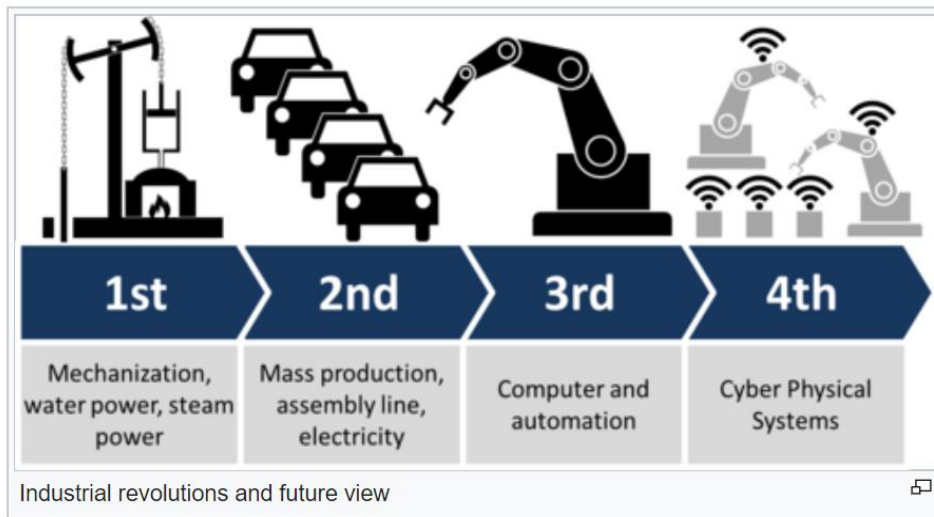 1st
2nd
3rd
4th
Mechanization,
water power, steam
power
Mass production,
assembly line,
electricity
Computer and
automation
Cyber Physical
Systems
Industrial revolutions and future view